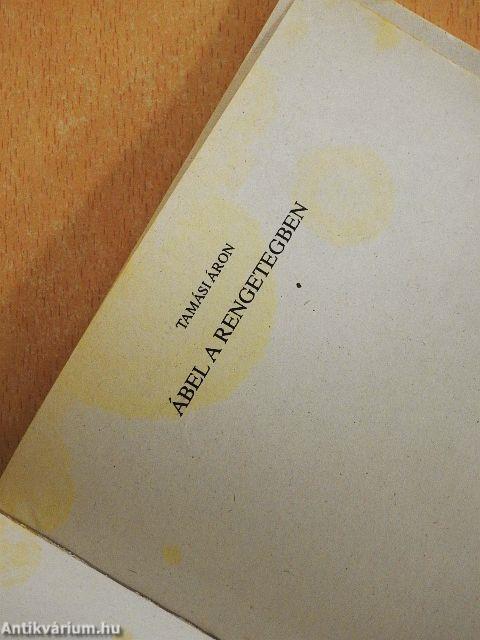 TAMÁSI ÁRON
ÁBEL A RENGETEGBEN
Antikvárium.hu